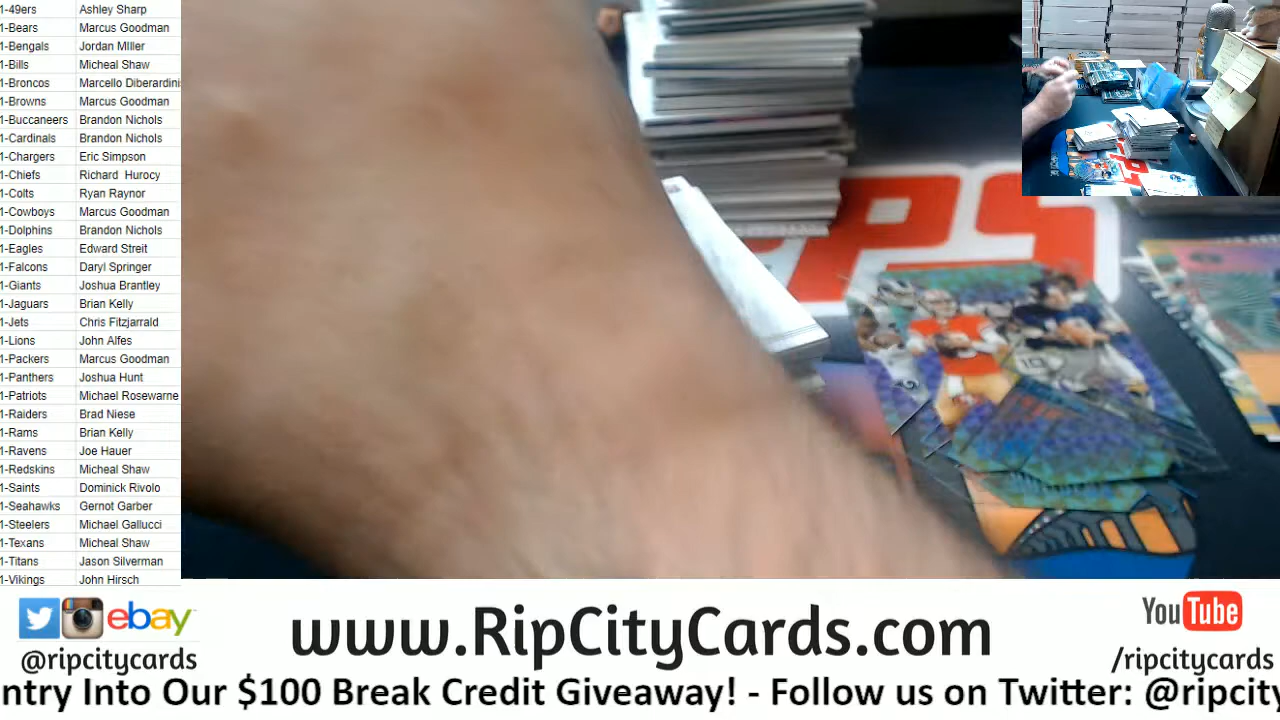 1-49ers Ashley Sharp
1-Bears Marcus Goodman
1-Bengals Jordan MIller
1-Bills Micheal Shaw
1-Broncos Marcello Diberardini
1-Browns Marcus Goodman
1-Buccaneers Brandon Nichols
1-Cardinals Brandon Nichols
1-Chargers Eric Simpson
1-Chiefs Richard Hurocy
1-Colts Ryan Raynor
1-Cowboys Marcus Goodman
1-Dolphins Brandon Nichols
1-Eagles Edward Streit
1-Falcons Daryl Springer
1-Giants Joshua Brantley
1-Jaguars Brian Kelly
1-Jets Chris Fitzjarrald
1-Lions John Alfes
1-Packers Marcus Goodman
1-Panthers Joshua Hunt
1-Patriots Michael Rosewarne
1-Raiders Brad Niese
1-Rams Brian Kelly
1-Ravens Joe Hauer
1-Redskins Micheal Shaw
1-Saints Dominick Rivolo
1-Seahawks Gernot Garber
1-Steelers Michael Gallucci
1-Texans Micheal Shaw
1-Titans Jason Silverman
1-Vikings John Hirsch
PS
ebay
@ripcitycards
www.RipCityCards.com
YouTube
/ripcitycards
ntry Into Our $100 Break Credit Giveaway! - Follow us on Twitter: @ripcity